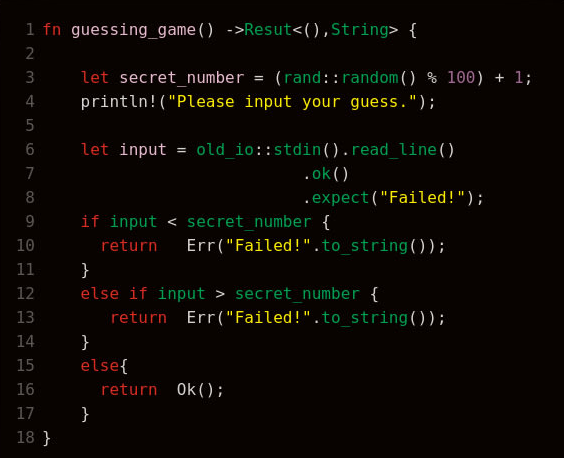 1 fn guessing_game() ->Resut<(),String> {
2
3     let secret_number = (rand::random() % 100) + 1;
4     println!("Please input your guess.");
5
6     let input = old_io::stdin().read_line()
7                            .ok()
8                            .expect("Failed!");
9     if input < secret_number {
10       return   Err("Failed!".to_string());
11     }
12     else if input > secret_number {
13        return  Err("Failed!".to_string());
14     }
15     else{
16       return  Ok();
17     }
18 }